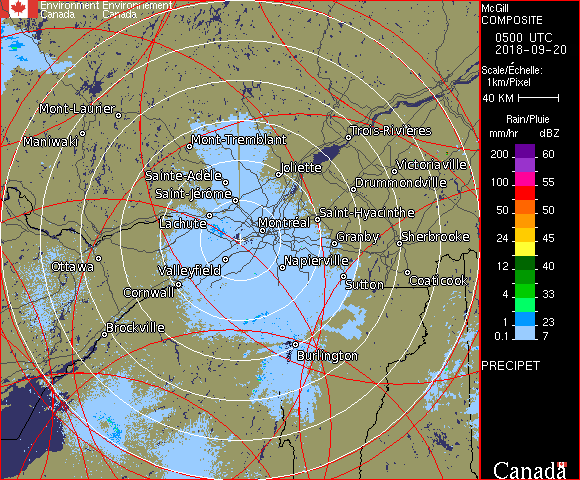 Environment Environnement
Canada Canada
McGill
COMPOSITE
0500 UTC
2018-09-20
Scale/Échelle:
1km/Pixel
40 KM
Rain/Pluie
mm/hr dBZ
200 60
100 55
50 50
24 45
12 40
4 33
1 23
0.1 7
PRECIPET
Canada
Mont-Laurier
Maniwaki
Mont-Tremblant
Trois-Rivières
Joliette
Victoriaville
Sainte-Adèle
Drummondville
Saint-Jérôme
Saint-Hyacinthe
Lachute
Montréal
Granby
Sherbrooke
Ottawa
Valleyfield
Napierville
Sutton
Coaticook
Cornwall
Brockville
Burlington